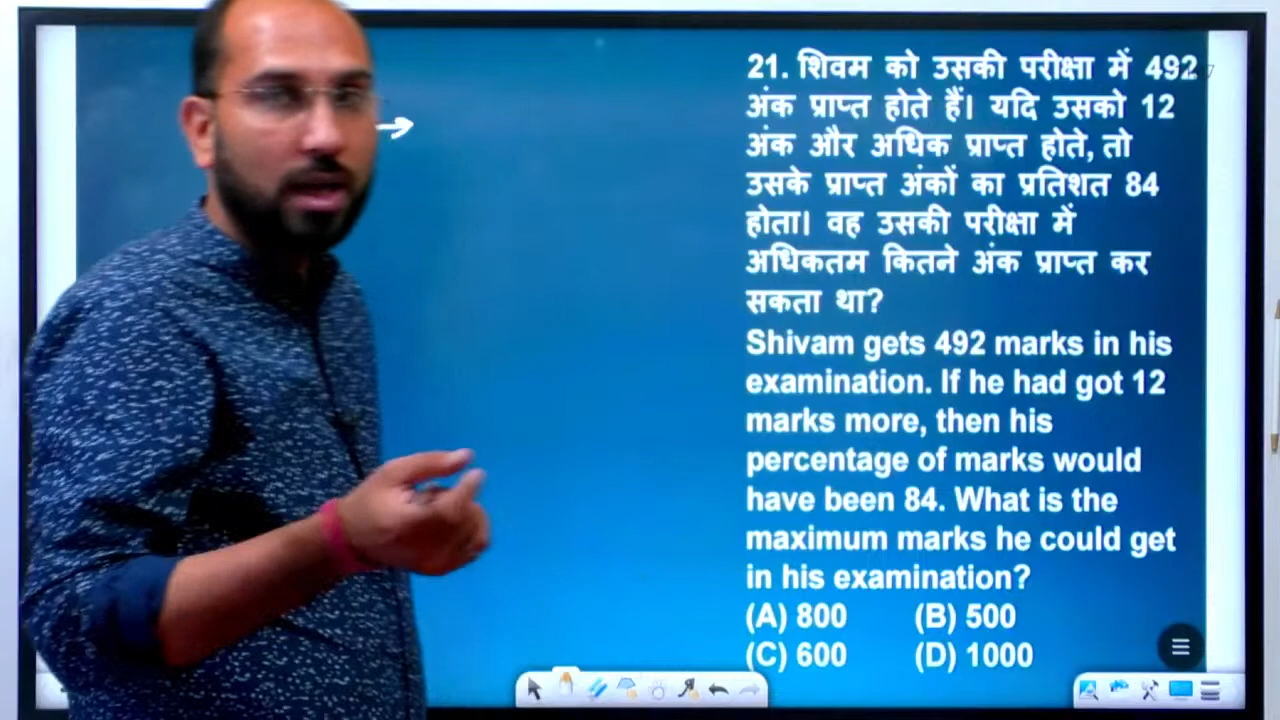 21. शिवम को उसकी परीक्षा में 492
अंक प्राप्त होते हैं। यदि उसको 12
अंक और अधिक प्राप्त होते, तो
उसके प्राप्त अंकों का प्रतिशत 84
होता। वह उसकी परीक्षा में
अधिकतम कितने अंक प्राप्त कर
सकता था?
Shivam gets 492 marks in his
examination. If he had got 12
marks more, then his
percentage of marks would
have been 84. What is the
maximum marks he could get
in his examination?
(A) 800 (B) 500
(C) 600 (D) 1000